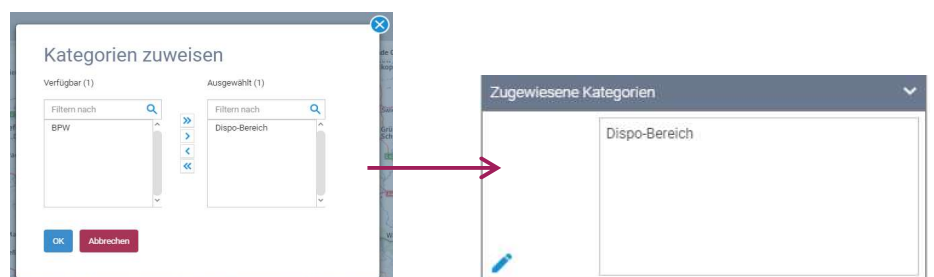 Kategorien zuweisen
Verfügbar (1)
Ausgewählt (1)
Filtern nach
Filtern nach
BPW
Dispo-Bereich
OK
Abbrechen
Zugewiesene Kategorien
Dispo-Bereich